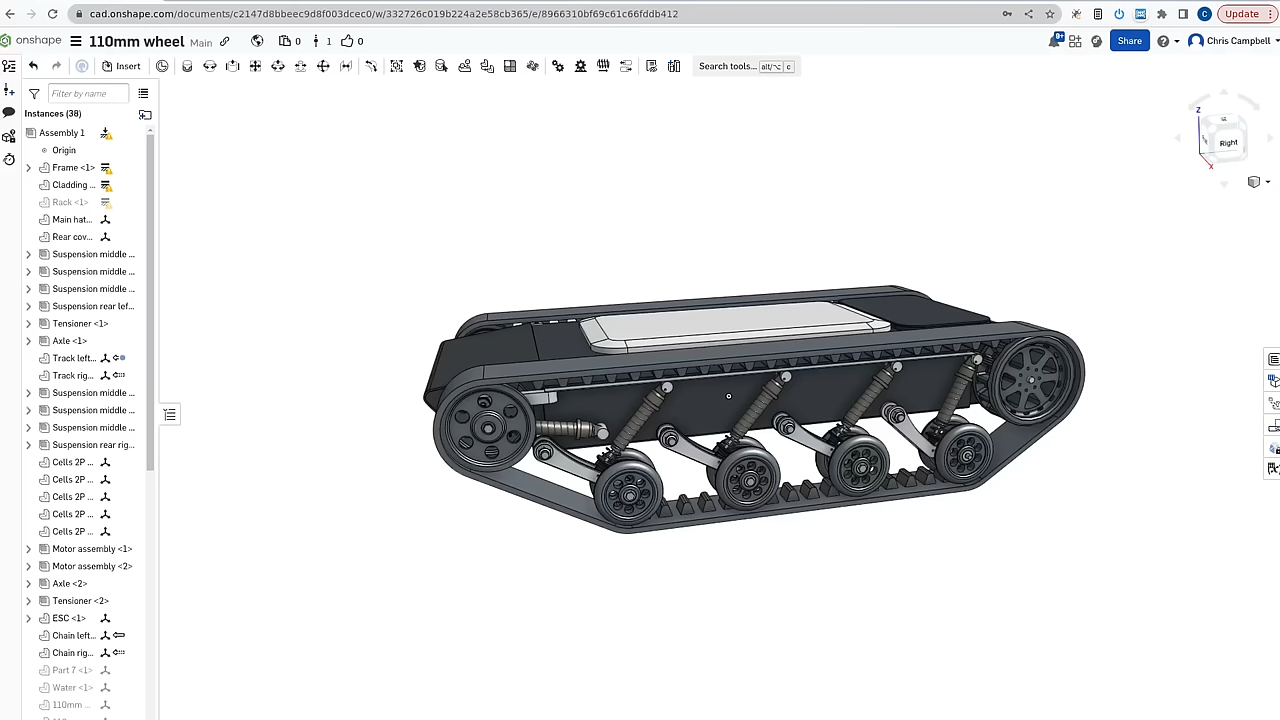 cad.onshape.com/documents/c2147d8bbeec9d8f003dcec0/w/332726c019b224a2e58cb365/e/896631bf69c61c66fddb412
Update
onshape
110mm wheel
Main
0
1
0
Share
Chris Campbell
Insert
Search tools...
alt/⌥
c
Filter by name
Instances (38)
Assembly 1
Origin
Frame <1>
Cladding ...
Rack <1>
Main hat...
Rear cov...
Suspension middle ...
Suspension middle ...
Suspension middle ...
Suspension rear lef...
Tensioner <1>
Axle <1>
Track left...
Track rig...
Suspension middle ...
Suspension middle ...
Suspension middle ...
Suspension rear rig...
Cells 2P ...
Cells 2P ...
Cells 2P ...
Cells 2P ...
Cells 2P ...
Motor assembly <1>
Motor assembly <2>
Axle <2>
Tensioner <2>
ESC <1>
Chain left...
Chain rig...
Part 7 <1>
Water <1>
110mm ...
Z
Right
X